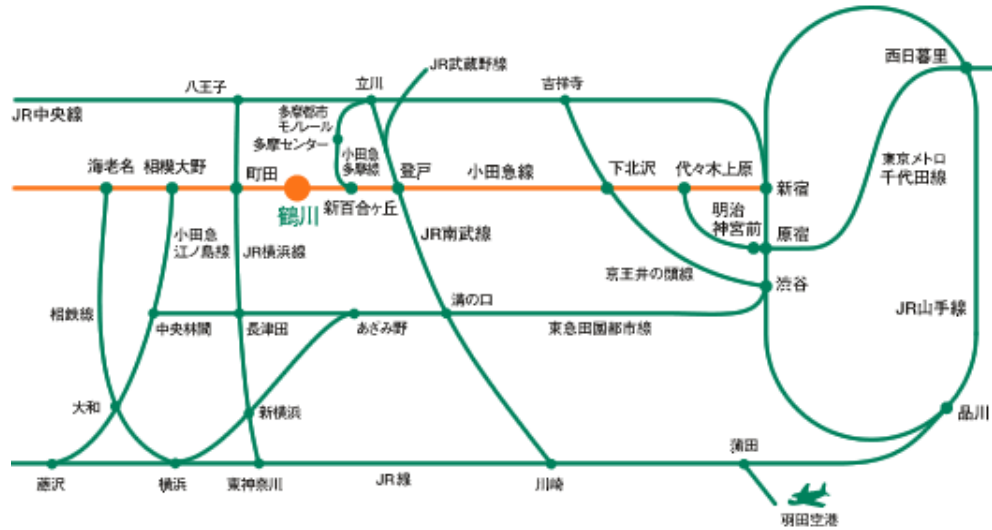 西日暮里
JR武蔵野線
八王子
立川
吉祥寺
JR中央線
多摩都市
モノレール
多摩センター
小田急
多摩線
海老名
相模大野
町田
登戸
小田急線
下北沢
代々木上原
東京メトロ
千代田線
新宿
鶴川
新百合ヶ丘
明治
神宮前
原宿
小田急
江ノ島線
JR横浜線
JR南武線
京王井の頭線
渋谷
相鉄線
溝の口
JR山手線
中央林間
長津田
あざみ野
東急田園都市線
大和
新横浜
品川
蒲田
藤沢
横浜
東神奈川
JR線
川崎
羽田空港